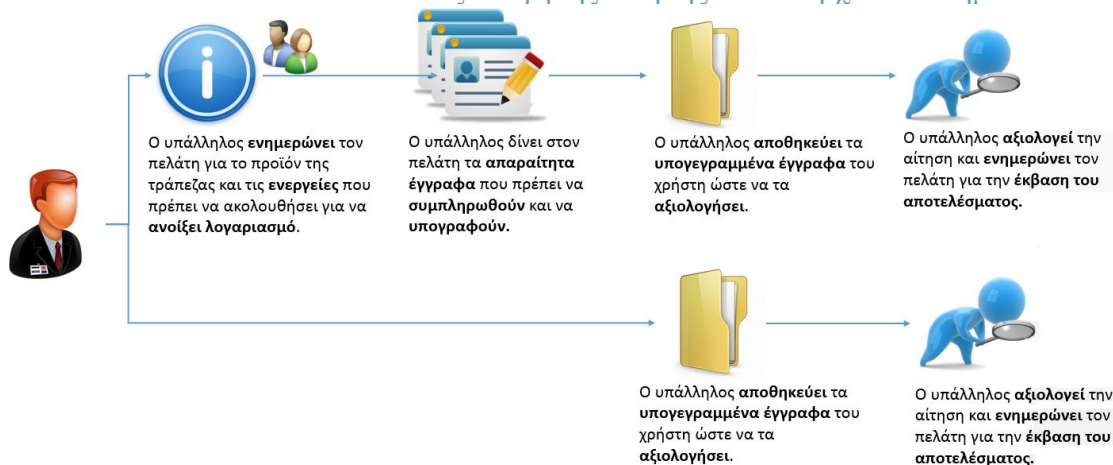 Ο υπάλληλος ενημερώνει τον
πελάτη για το προϊόν της
τράπεζας και τις ενεργείες που
πρέπει να ακολουθήσει για να
ανοίξει λογαριασμό.
Ο υπάλληλος δίνει στον
πελάτη τα απαραίτητα
έγγραφα που πρέπει να
συμπληρωθούν και να
υπογραφούν.
Ο υπάλληλος αποθηκεύει τα
υπογεγραμμένα έγγραφα του
χρήστη ώστε να τα
αξιολογήσει.
Ο υπάλληλος αξιολογεί την
αίτηση και ενημερώνει τον
πελάτη για την έκβαση του
αποτελέσματος.
Ο υπάλληλος αποθηκεύει τα
υπογεγραμμένα έγγραφα του
χρήστη ώστε να τα
αξιολογήσει.
Ο υπάλληλος αξιολογεί την
αίτηση και ενημερώνει τον
πελάτη για την έκβαση του
αποτελέσματος.